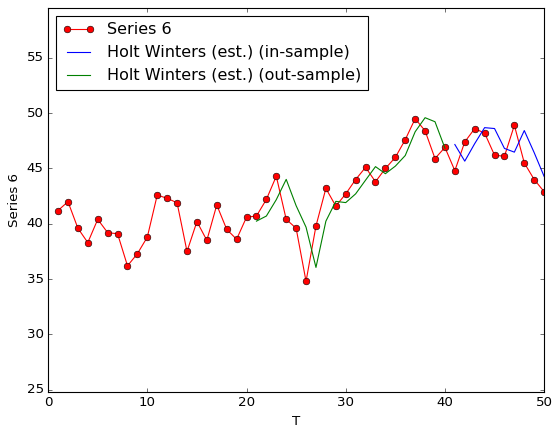 Series 6
Holt Winters (est.) (in-sample)
Holt Winters (est.) (out-sample)
55
50
45
40
35
30
25
Series 6
0 10 20 30 40 50
T